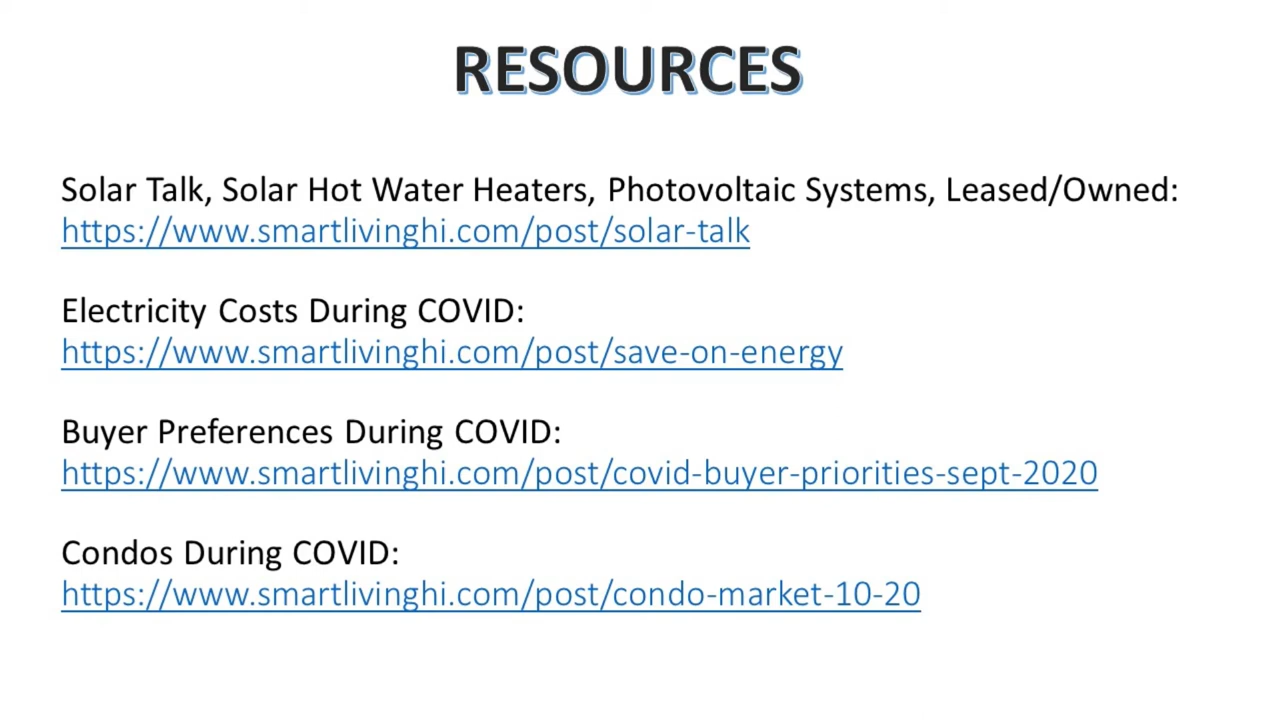 RESOURCES
Solar Talk, Solar Hot Water Heaters, Photovoltaic Systems, Leased/Owned:
https://www.smartlivinghi.com/post/solar-talk
Electricity Costs During COVID:
https://www.smartlivinghi.com/post/save-on-energy
Buyer Preferences During COVID:
https://www.smartlivinghi.com/post/covid-buyer-priorities-sept-2020
Condos During COVID:
https://www.smartlivinghi.com/post/condo-market-10-20